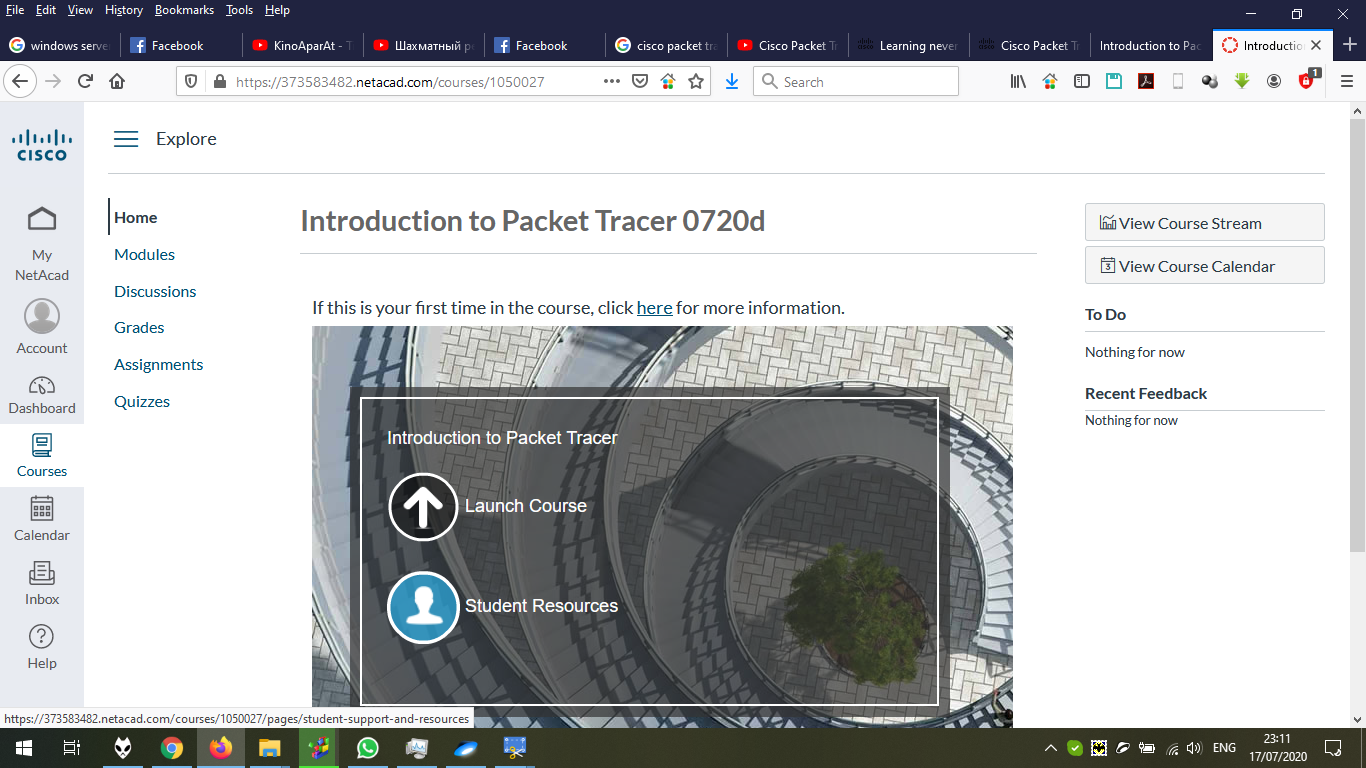 File Edit View History Bookmarks Tools Help
windows serve
Facebook
KinoAparAt - T
Шахматный р
Facebook
cisco packet tra
Cisco Packet Tr
Learning never
Cisco Packet Tr
Introduction to Pac
Introduction
https://373583482.netacad.com/courses/1050027
Search
1
CISCO
Explore
My NetAcad
Account
Dashboard
Courses
Calendar
Inbox
Help
Home
Modules
Discussions
Grades
Assignments
Quizzes
Introduction to Packet Tracer 0720d
If this is your first time in the course, click here for more information.
Introduction to Packet Tracer
Launch Course
Student Resources
View Course Stream
3 View Course Calendar
To Do
Nothing for now
Recent Feedback
Nothing for now
https://373583482.netacad.com/courses/1050027/pages/student-support-and-resources
ENG
23:11
17/07/2020